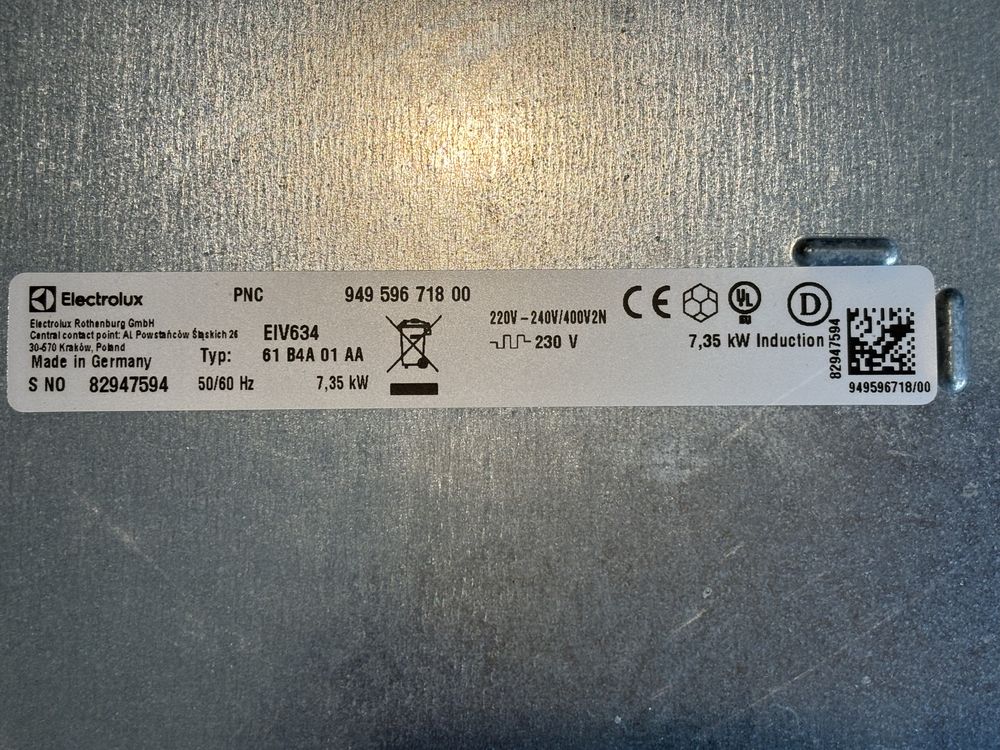 Electrolux PNC 949 596 718 00
Electrolux Rothenburg GmbH
Central contact point: Al. Powstańców Śląskich 26
30-570 Kraków, Poland
Made in Germany
S NO 82947594
EIV634
Typ: 61 B4A 01 AA
50/60 Hz 7,35 kW
220V-240V/400V2N
230 V
CE
UL
D
7,35 kW Induction
82947594
949596718/00